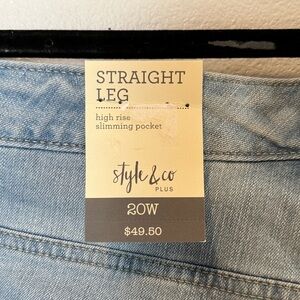 STRAIGHT
LEG
high rise
slimming pocket
style & co
PLUS
20W
$49.50